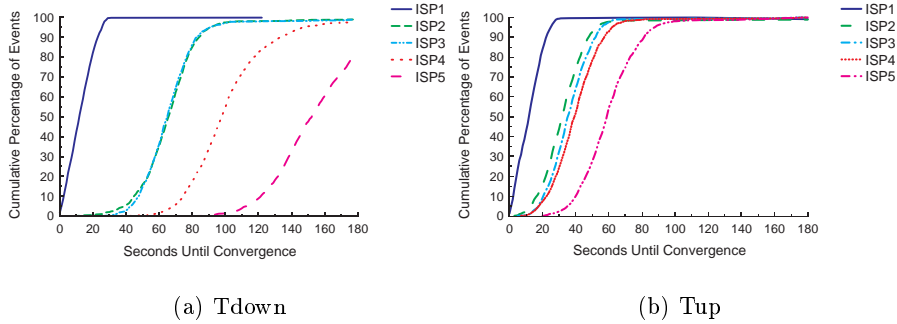 Cumulative Percentage of Events
100
90
80
70
60
50
40
30
20
10
0
0 20 40 60 80 100 120 140 160 180
Seconds Until Convergence
ISP1
ISP2
ISP3
ISP4
ISP5
(a) Tdown
Cumulative Percentage of Events
100
90
80
70
60
50
40
30
20
10
0
0 20 40 60 80 100 120 140 160 180
Seconds Until Convergence
ISP1
ISP2
ISP3
ISP4
ISP5
(b) Tup